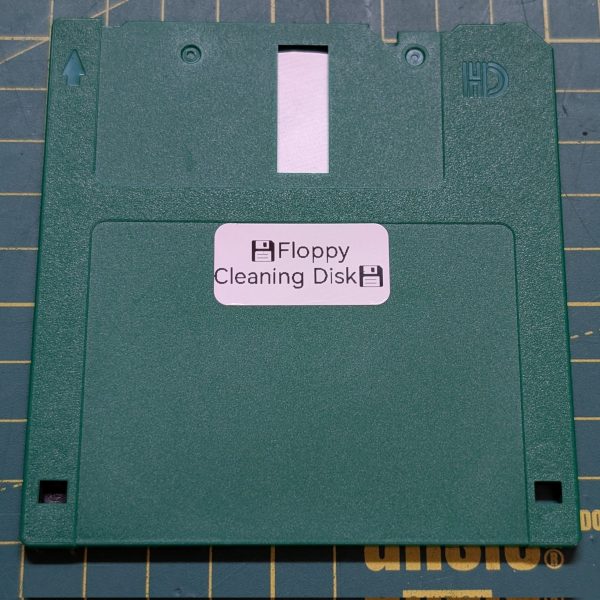 HD
💾Floppy
Cleaning Disk💾